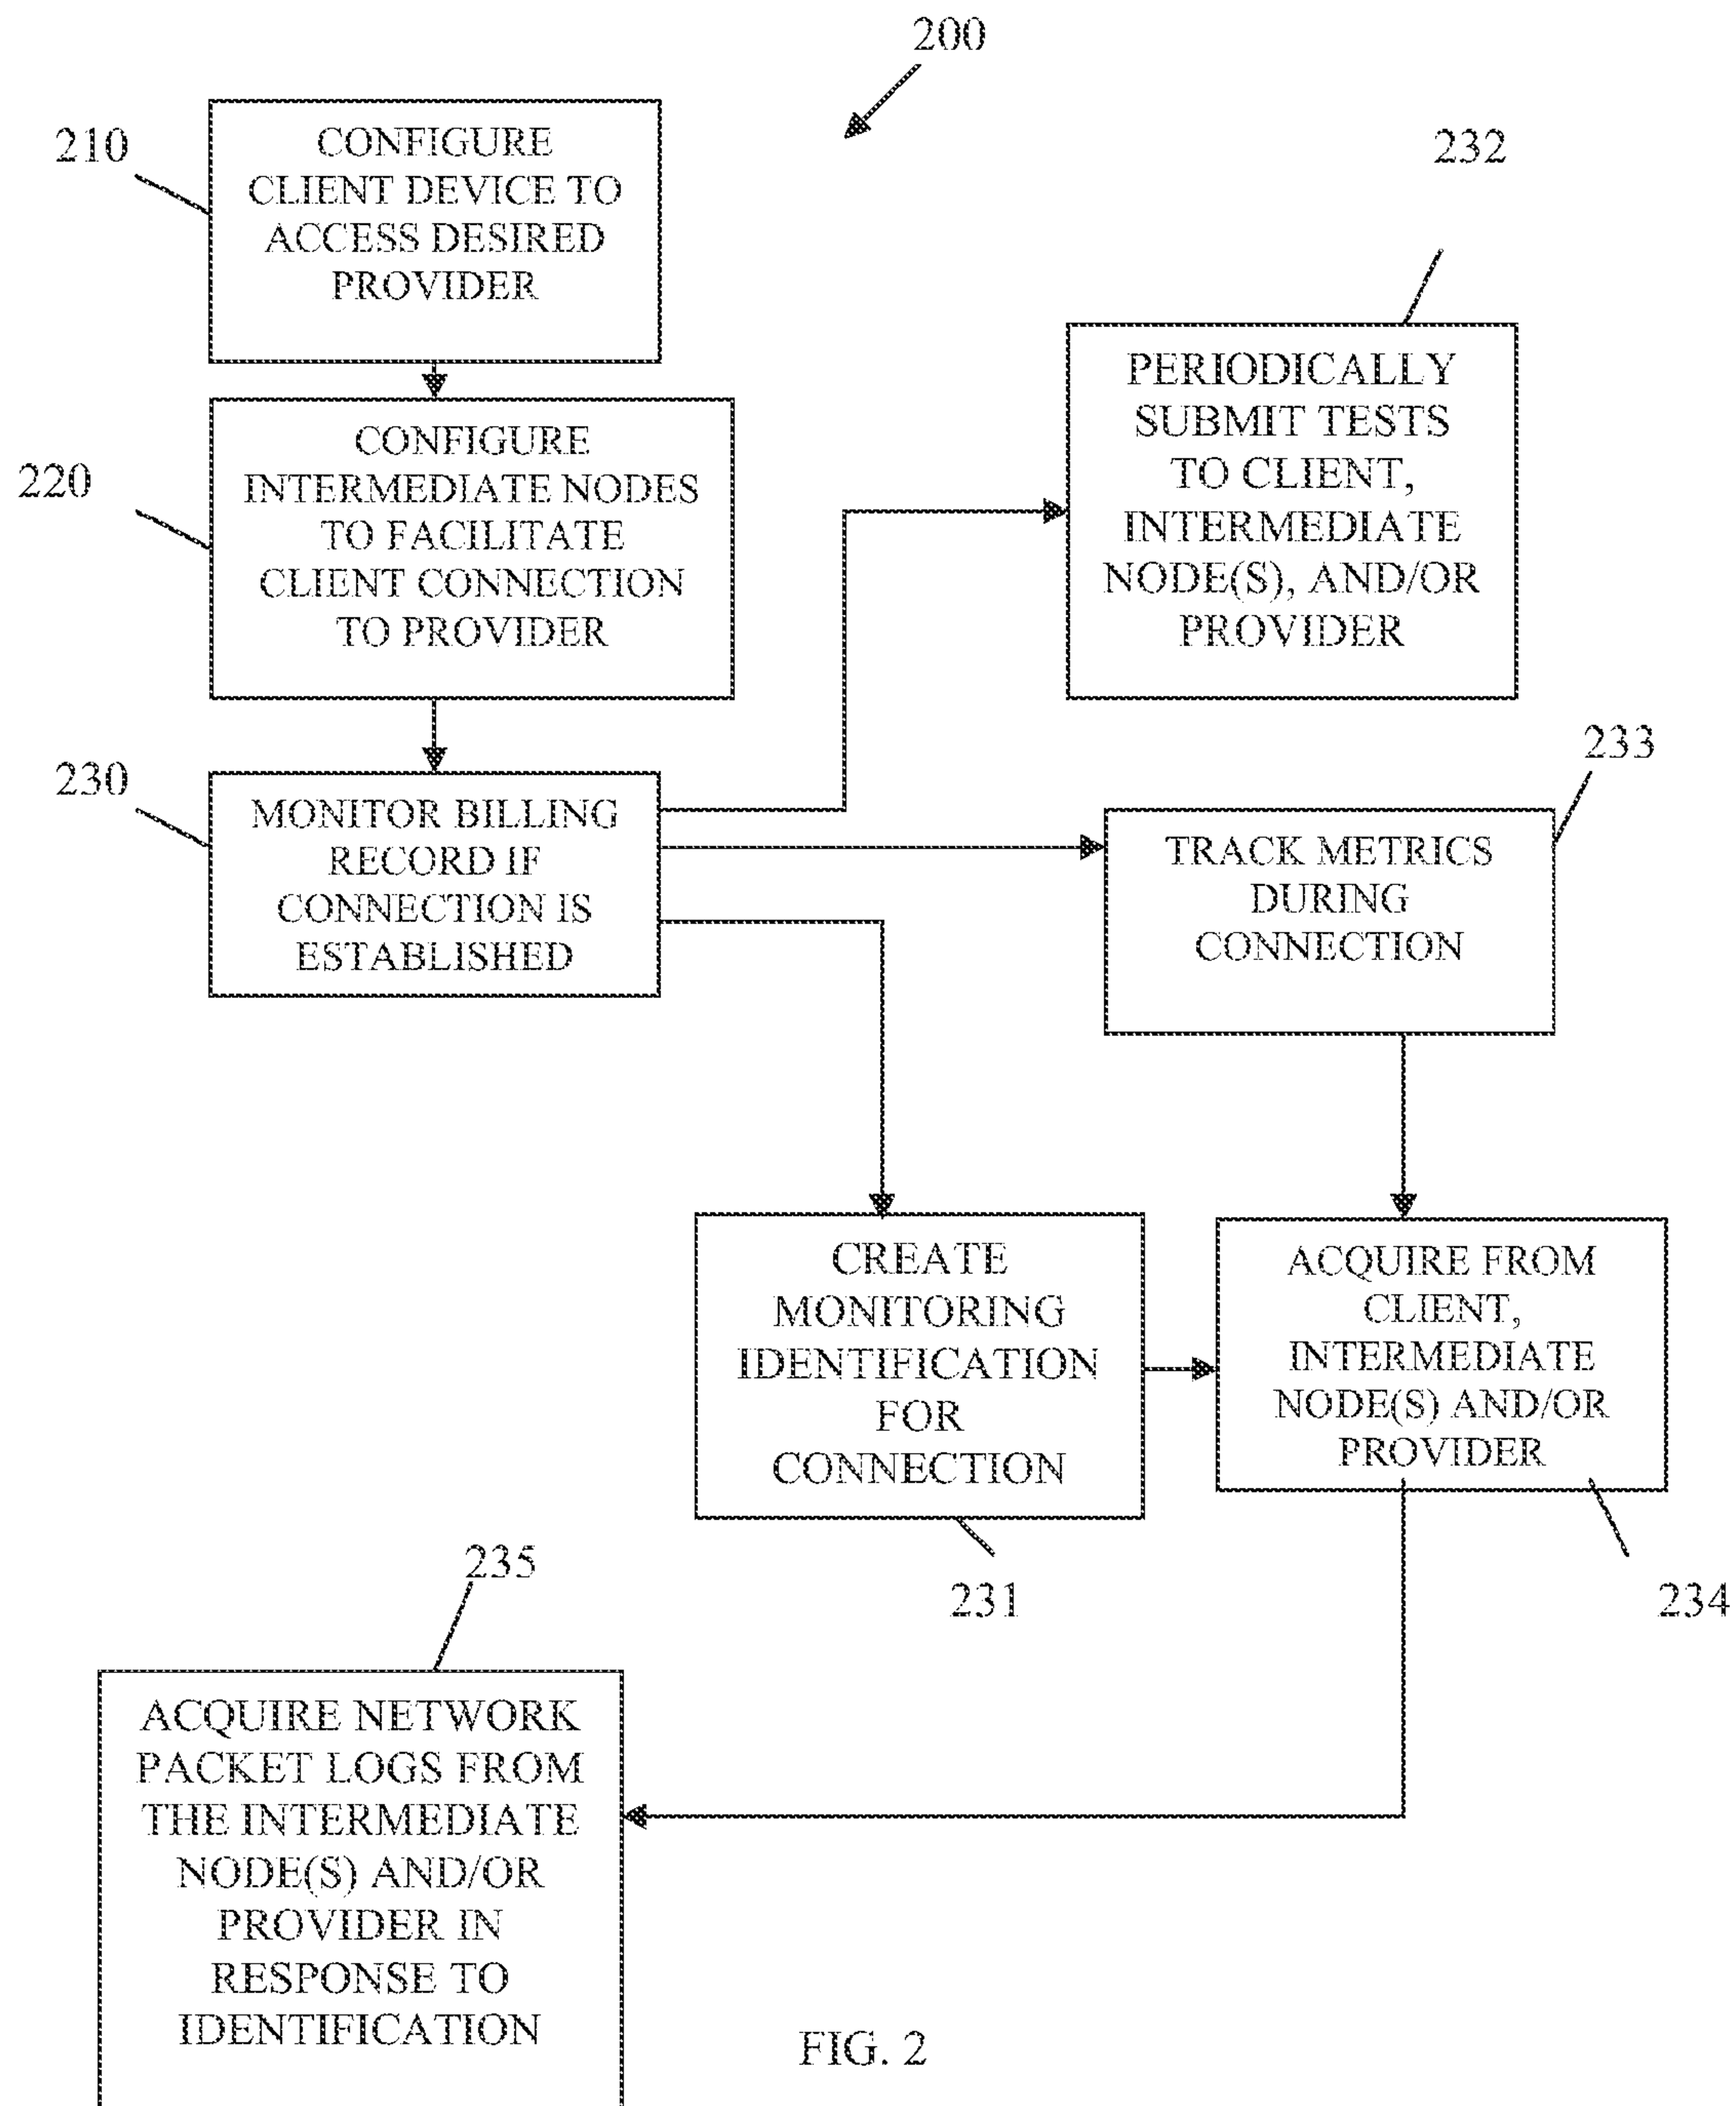 200
210
CONFIGURE
CLIENT DEVICE TO
ACCESS DESIRED
PROVIDER
232
220
CONFIGURE
INTERMEDIATE NODES
TO FACILITATE
CLIENT CONNECTION
TO PROVIDER
PERIODICALLY
SUBMIT TESTS
TO CLIENT,
INTERMEDIATE
NODE(S), AND/OR
PROVIDER
230
MONITOR BILLING
RECORD IF
CONNECTION IS
ESTABLISHED
233
TRACK METRICS
DURING
CONNECTION
CREATE
MONITORING
IDENTIFICATION
FOR
CONNECTION
231
ACQUIRE FROM
CLIENT,
INTERMEDIATE
NODE(S) AND/OR
PROVIDER
234
235
ACQUIRE NETWORK
PACKET LOGS FROM
THE INTERMEDIATE
NODE(S) AND/OR
PROVIDER IN
RESPONSE TO
IDENTIFICATION
FIG. 2